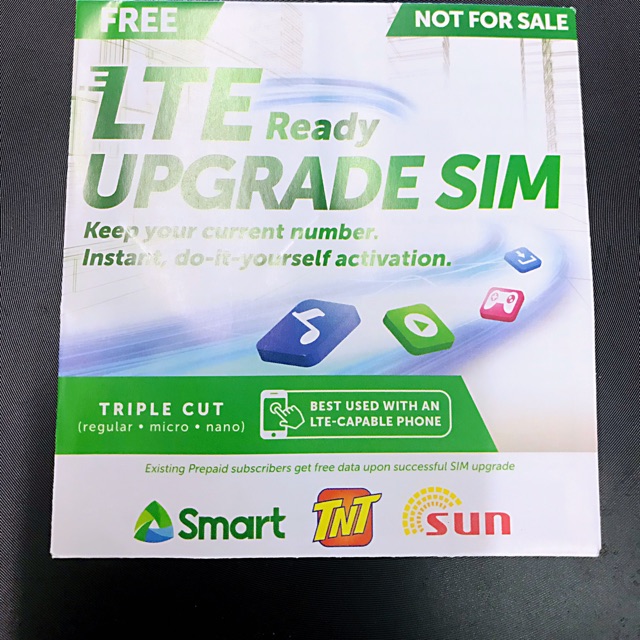 FREE
NOT FOR SALE
LTE Ready
UPGRADE SIM
Keep your current number.
Instant, do-it-yourself activation.
TRIPLE CUT
(regular • micro • nano)
BEST USED WITH AN
LTE-CAPABLE PHONE
Existing Prepaid subscribers get free data upon successful SIM upgrade
Smart
TNT
sun